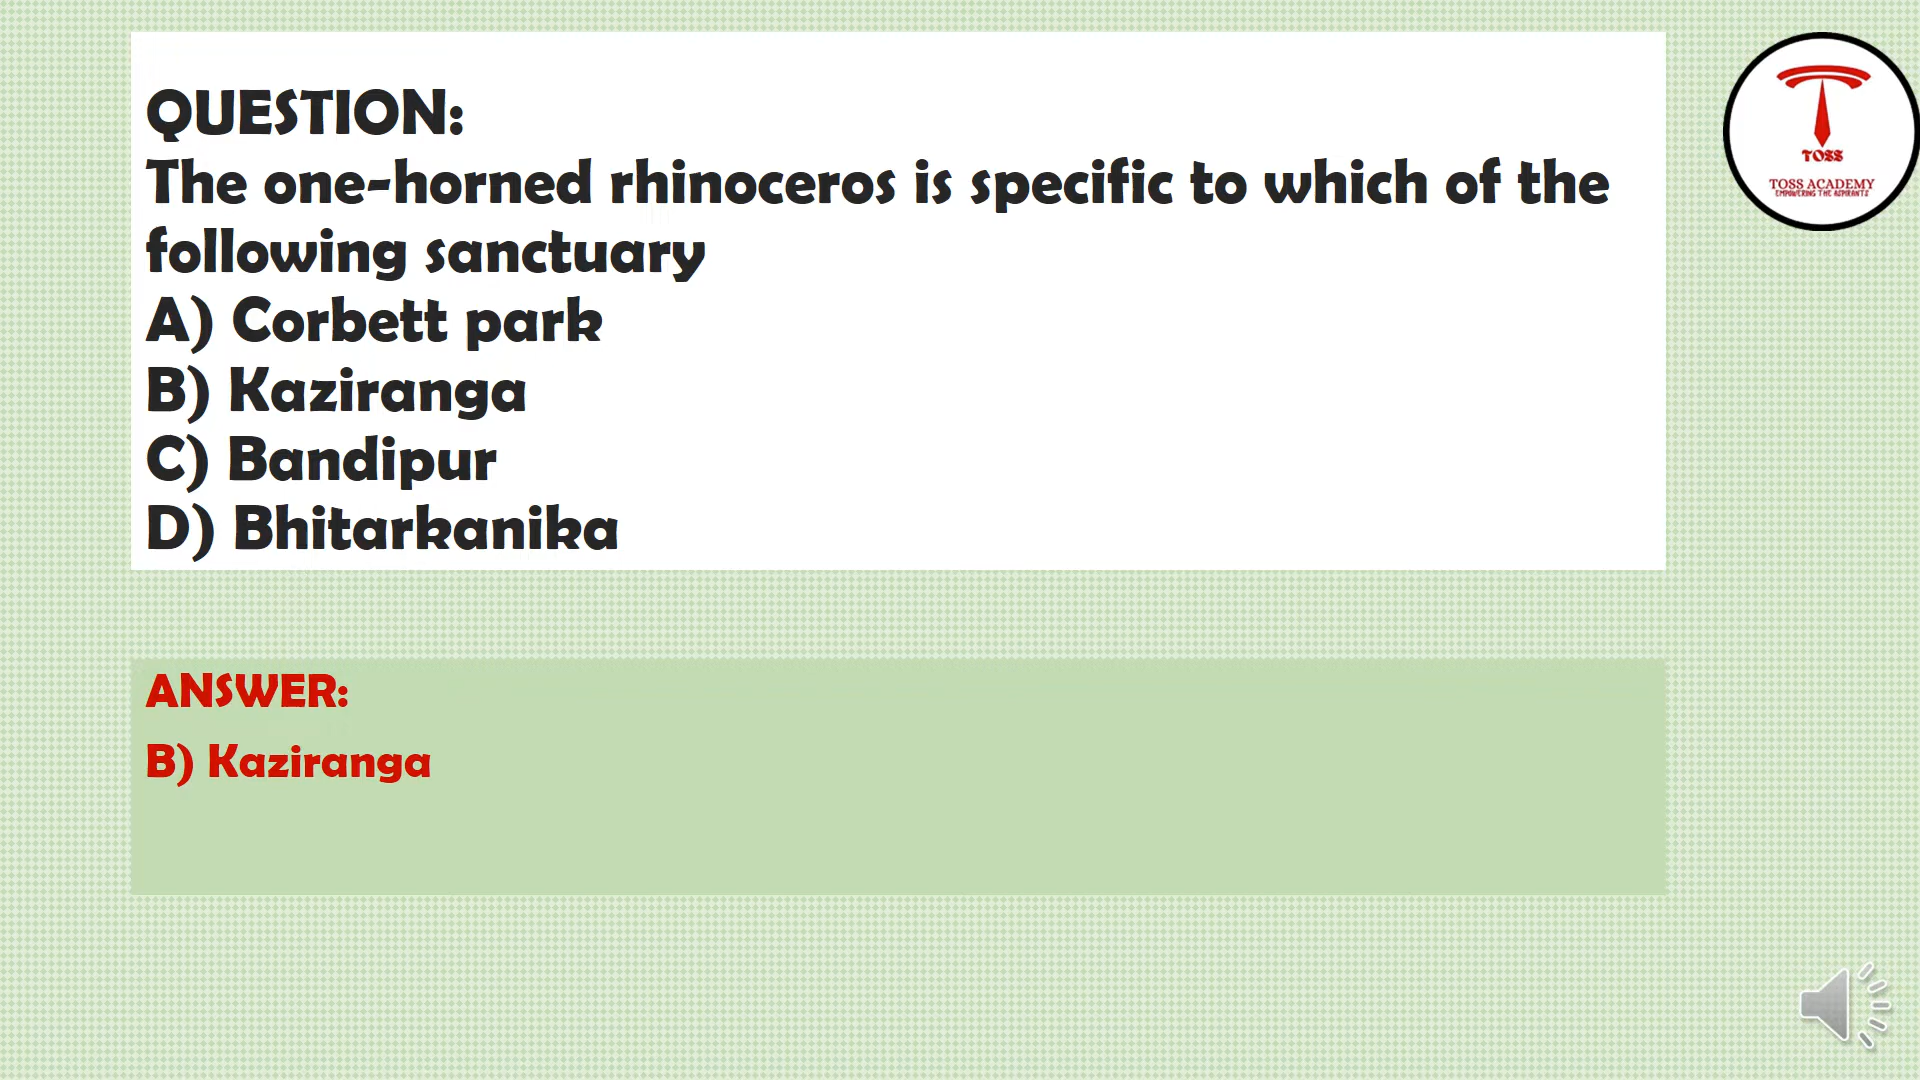 QUESTION:
The one-horned rhinoceros is specific to which of the
following sanctuary
A) Corbett park
B) Kaziranga
C) Bandipur
D) Bhitarkanika
TOSS
TOSS ACADEMY
EMPOWERING THE ASPIRANTS
ANSWER:
B) Kaziranga